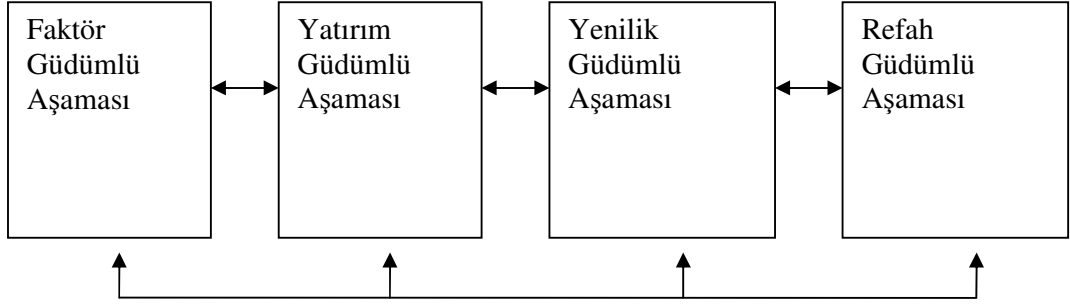 Faktör
Güdümlü
Aşaması
Yatırım
Güdümlü
Aşaması
Yenilik
Güdümlü
Aşaması
Refah
Güdümlü
Aşaması